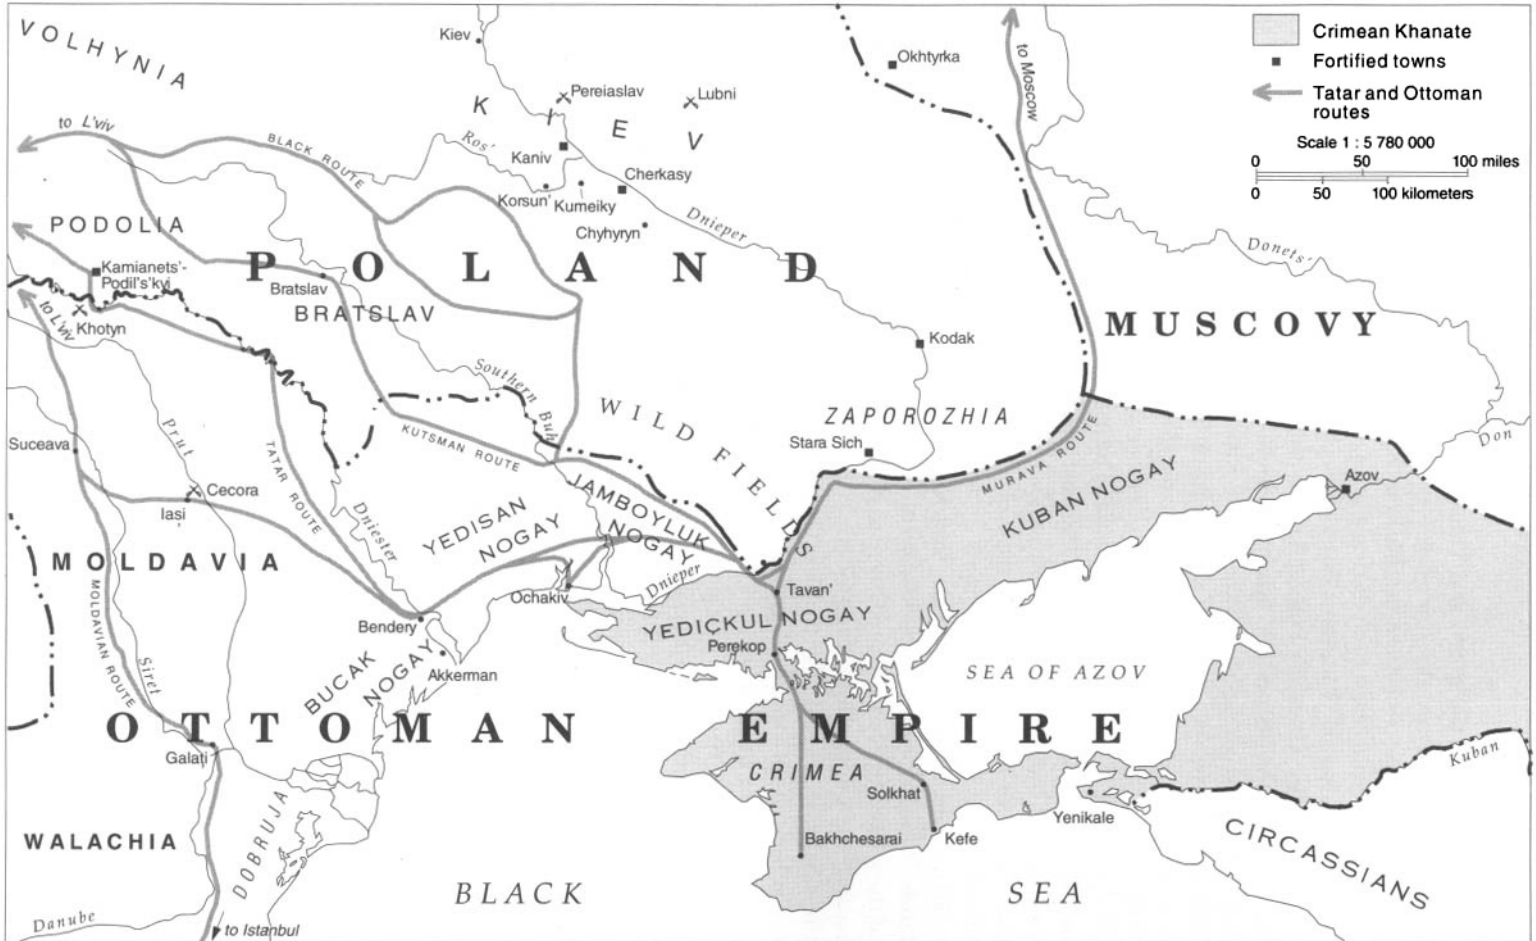 VOLHYNIA
Kiev
Okhtyrka
to Moscow
Crimean Khanate
Fortified towns
Tatar and Ottoman
routes
Scale 1 : 5 780 000
0 50 100 miles
0 50 100 kilometers
Pereiaslav
Lubni
KIEV
to L'viv
BLACK ROUTE
Ros'
Kaniv
Cherkasy
Korsun'
Kumeiky
Chyhyryn
Dnieper
Donets'
PODOLIA
POLAND
Kamianets'-
Podil's'kyi
Bratslav
BRATSLAV
to L'viv
Khotyn
MUSCOVY
Kodak
Southern Buh
WILD FIELDS
ZAPOROZHIA
Stara Sich
Don
Suceava
Prut
KUTSMAN ROUTE
TATAR ROUTE
MURAVA ROUTE
KUBAN NOGAY
Azov
Cecora
Iaşi
Dniester
YEDISAN
NOGAY
JAMBOYLUK
NOGAY
MOLDAVIA
Dnieper
Ochakiv
Tavan'
MOLDAVIAN ROUTE
Bendery
YEDIÇKUL NOGAY
Perekop
Siret
BUCAK
NOGAY
Akkerman
SEA OF AZOV
OTTOMAN EMPIRE
Galaţi
CRIMEA
Solkhat
Kuban
Yenikale
WALACHIA
DOBRUJA
Bakhchesarai
Kefe
CIRCASSIANS
BLACK SEA
Danube
to Istanbul